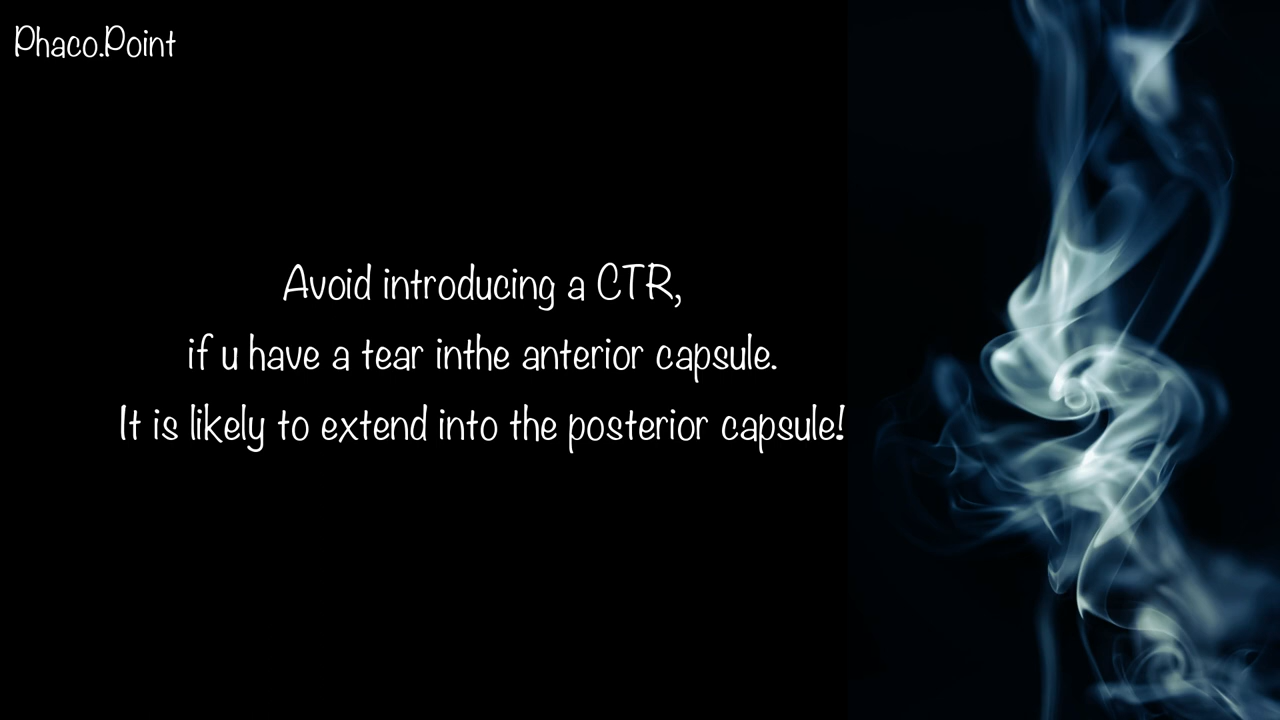 Phaco.Point
Avoid introducing a CTR,
if u have a tear inthe anterior capsule.
It is likely to extend into the posterior capsule!